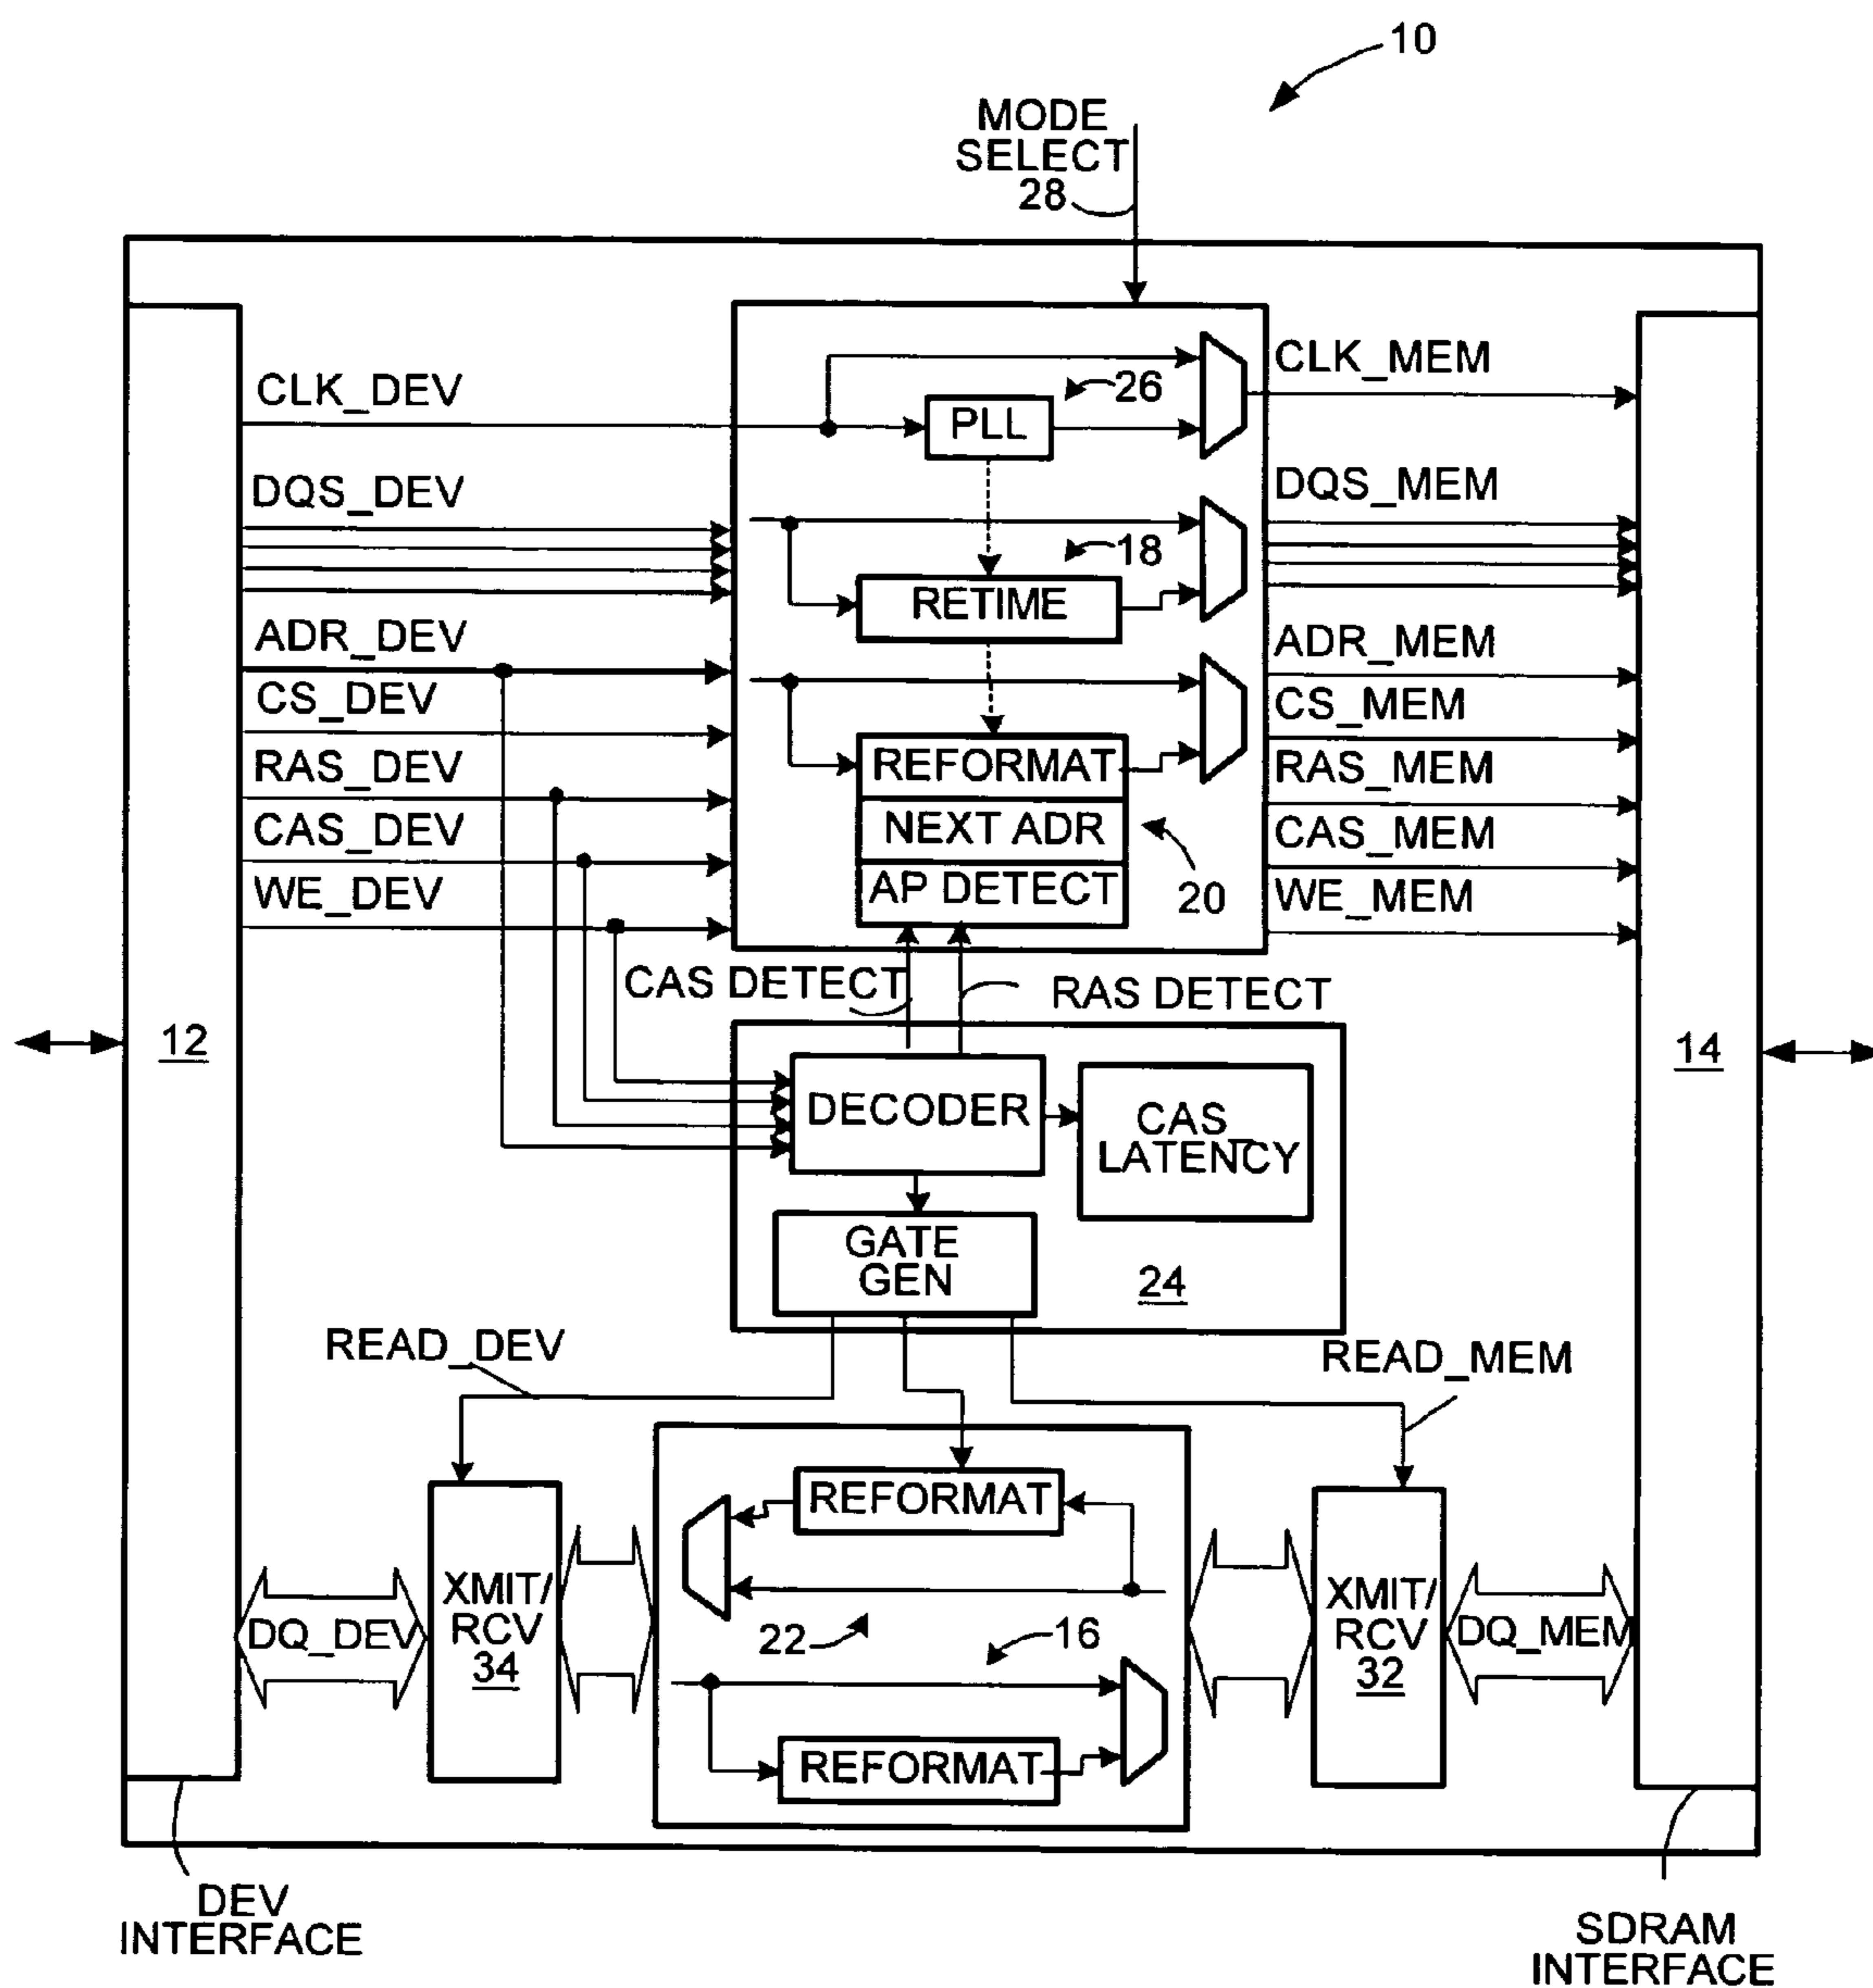 10
MODE
SELECT
28
CLK_DEV
PLL
26
CLK_MEM
DQS_DEV
18
DQS_MEM
RETIME
ADR_DEV
ADR_MEM
CS_DEV
CS_MEM
RAS_DEV
REFORMAT
RAS_MEM
CAS_DEV
NEXT ADR
CAS_MEM
WE_DEV
AP DETECT
20
WE_MEM
CAS DETECT
RAS DETECT
12
14
DECODER
CAS_
LATENCY
GATE
GEN
24
READ_DEV
READ_MEM
REFORMAT
XMIT/
RCV
34
DQ_DEV
22
16
XMIT/
RCV
32
DQ_MEM
REFORMAT
DEV
INTERFACE
SDRAM
INTERFACE